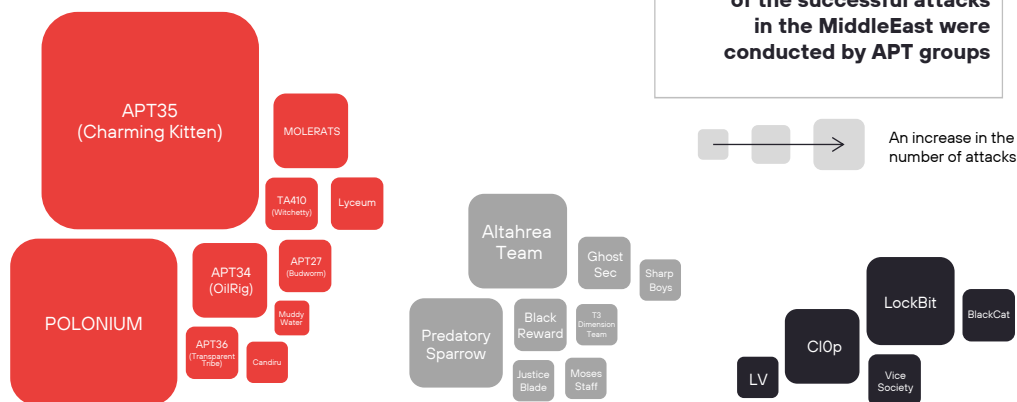 of the successful attacks
in the MiddleEast were
conducted by APT groups
An increase in the
number of attacks
APT35
(Charming Kitten)
MOLERATS
TA410
(Witchetty)
Lyceum
POLONIUM
APT34
(OilRig)
APT27
(Budworm)
Muddy
Water
APT36
(Transparent
Tribe)
Candiru
Altahrea
Team
Ghost
Sec
Sharp
Boys
Predatory
Sparrow
Black
Reward
T3
Dimension
Team
Justice
Blade
Moses
Staff
LockBit
BlackCat
Cl0p
LV
Vice
Society